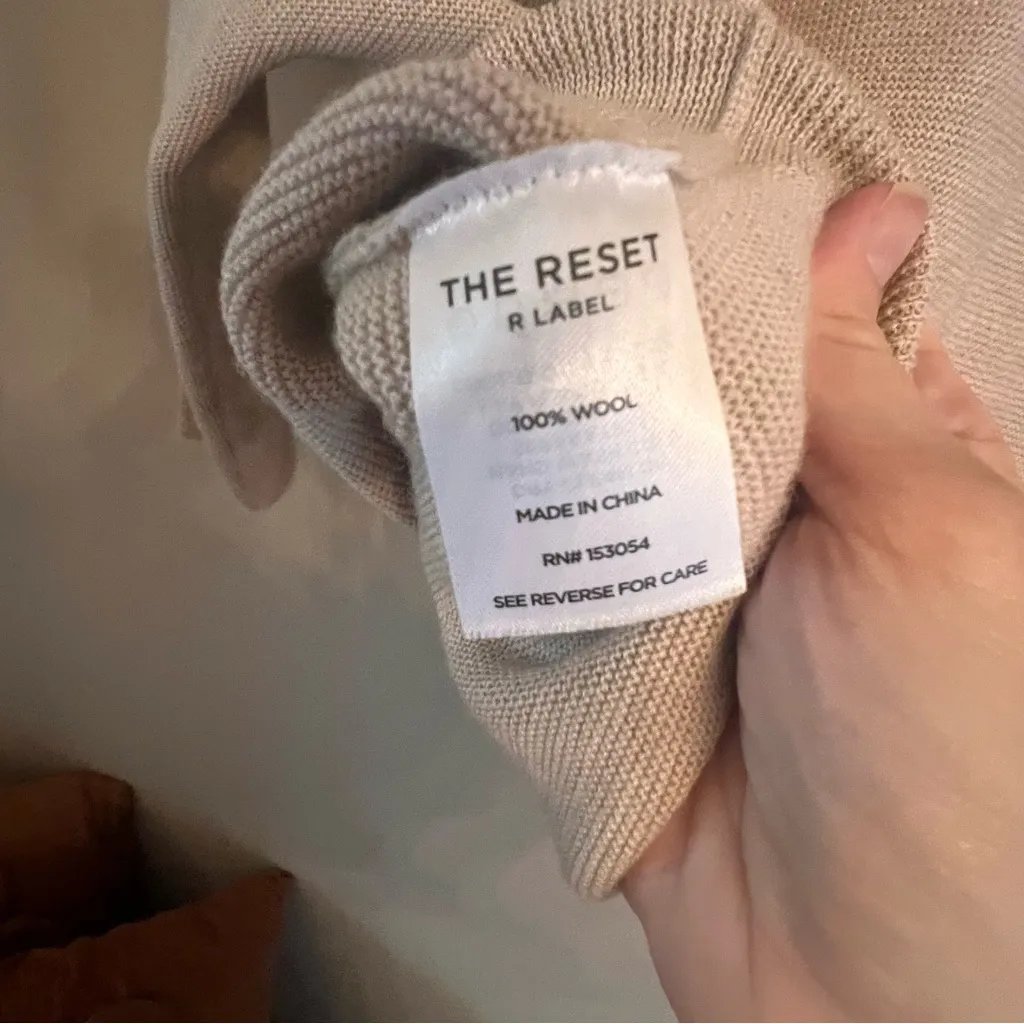 THE RESET
R LABEL
100% WOOL
MADE IN CHINA
RN# 153054
SEE REVERSE FOR CARE